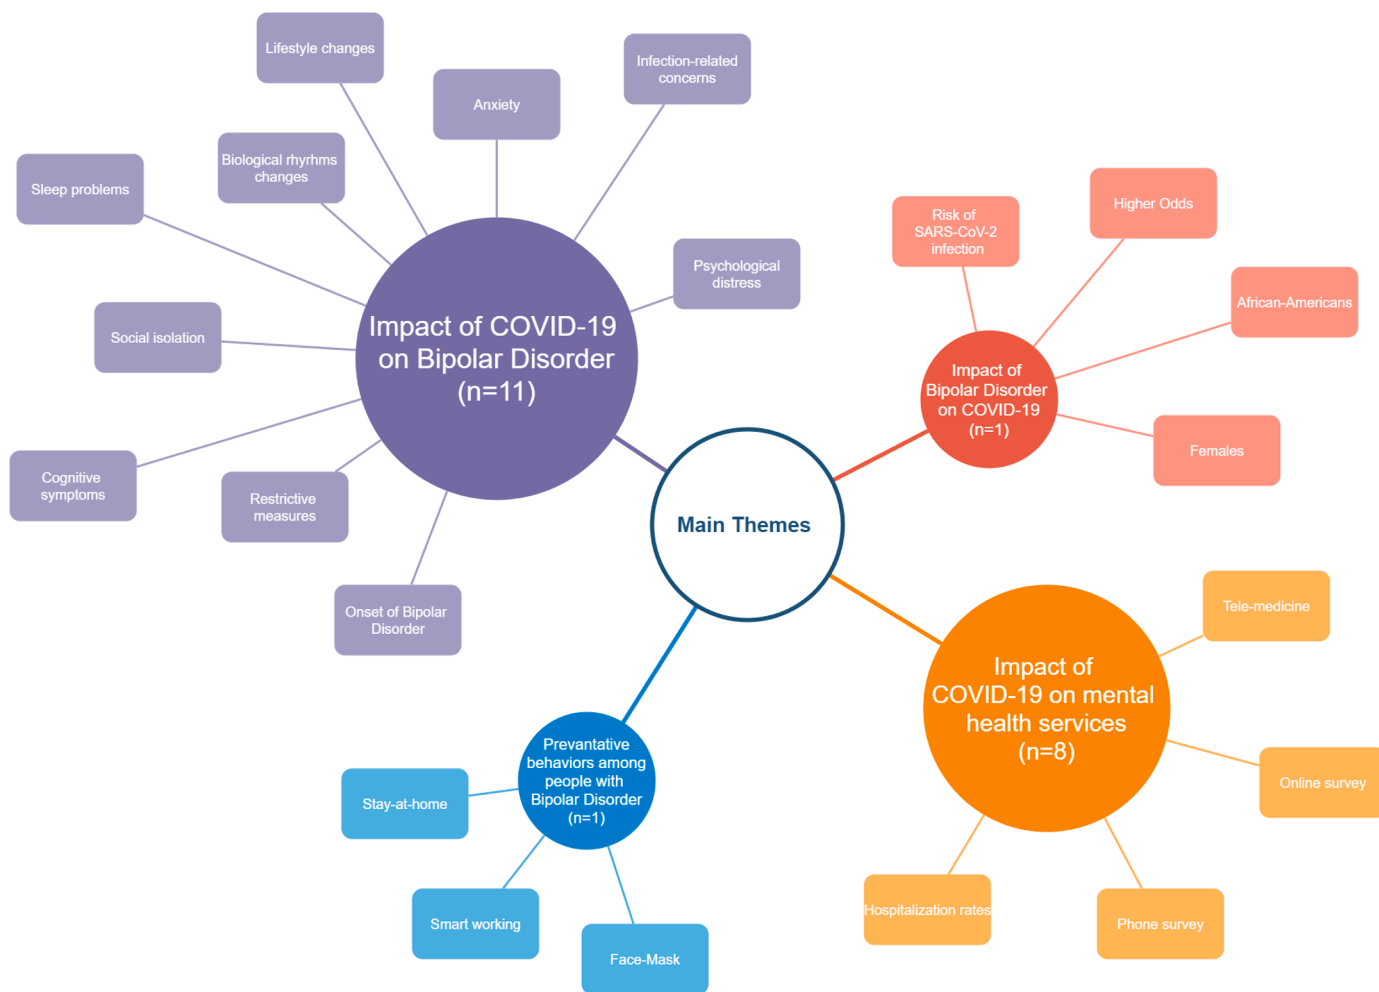 Lifestyle changes
Anxiety
Infection-related
concerns
Biological rhyrhms
changes
Sleep problems
Psychological
distress
Social isolation
Impact of COVID-19
on Bipolar Disorder
(n=11)
Cognitive
symptoms
Restrictive
measures
Onset of Bipolar
Disorder
Risk of
SARS-CoV-2
infection
Higher Odds
African-Americans
Impact of
Bipolar Disorder
on COVID-19
(n=1)
Females
Main Themes
Tele-medicine
Impact of
COVID-19 on mental
health services
(n=8)
Online survey
Hospitalization rates
Phone survey
Prevantative
behaviors among
people with
Bipolar Disorder
(n=1)
Stay-at-home
Smart working
Face-Mask